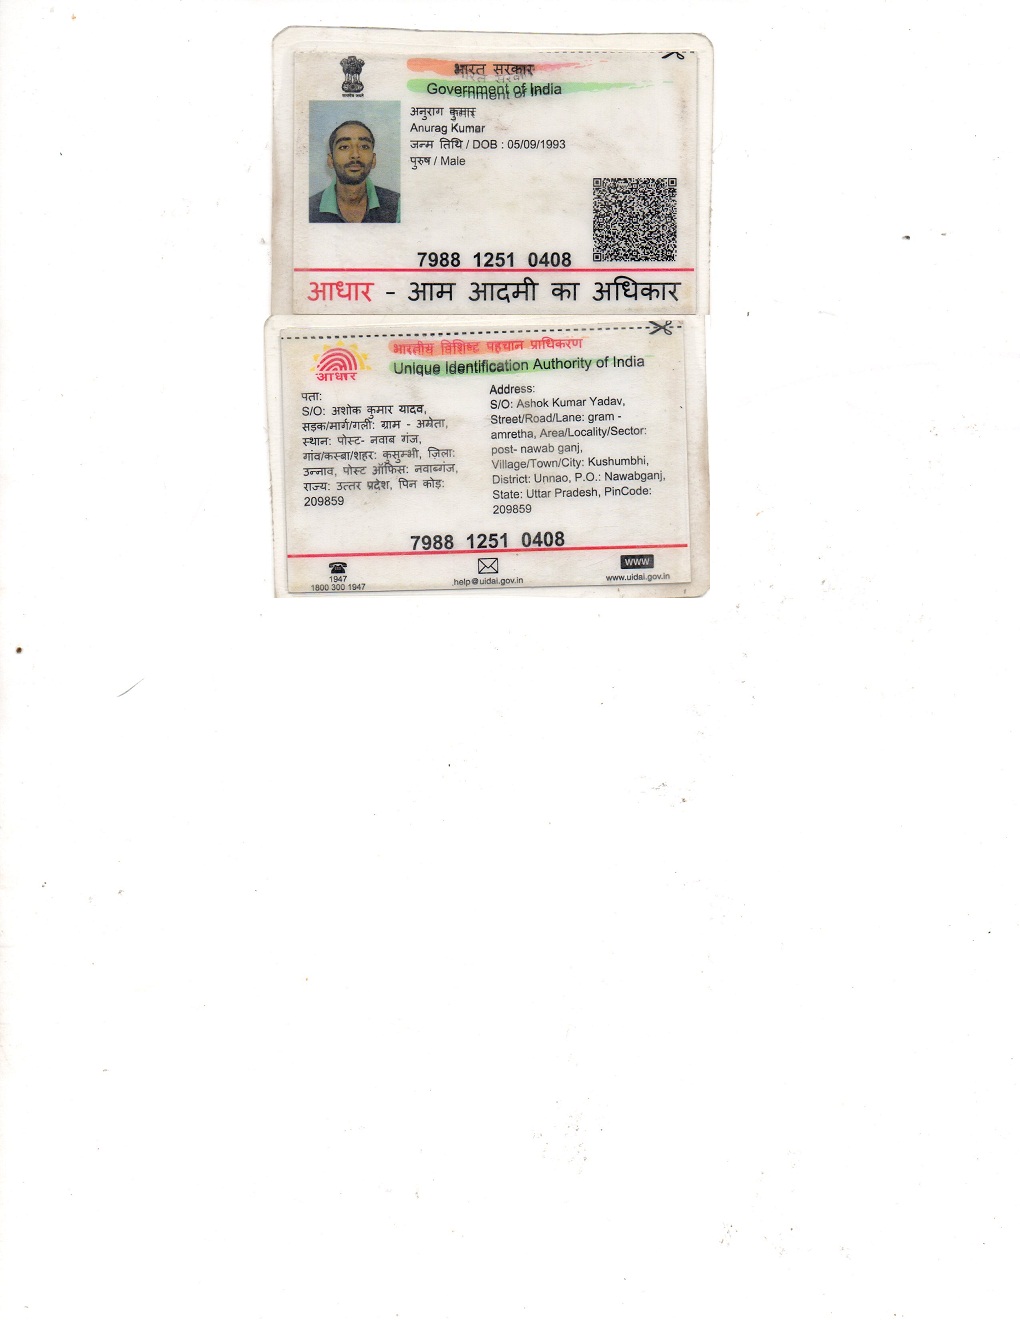 भारत सरकार
Government of India
अनुराग कुमार
Anurag Kumar
जन्म तिथि / DOB : 05/09/1993
पुरुष / Male
7988 1251 0408
आधार - आम आदमी का अधिकार
भारतीय विशिष्ट पहचान प्राधिकरण
Unique Identification Authority of India
आधार
पता:
S/O: अशोक कुमार यादव,
सड़क/मार्ग/गली: ग्राम -
स्थान: पोस्ट- नवाब गंज,
गांव/कस्बा/शहर: कुसुम्भी, ज़िला:
उन्नाव, पोस्ट ऑफिस: नवाबगंज,
राज्य: उत्तर प्रदेश, पिन कोड:
209859
Address:
S/O: Ashok Kumar Yadav,
Street/Road/Lane: gram -
amretha, Area/Locality/Sector:
post- nawab ganj,
Village/Town/City: Kushumbhi,
District: Unnao, P.O.: Nawabganj,
State: Uttar Pradesh, PinCode:
209859
7988 1251 0408
1947
1800 300 1947
help@uidai.gov.in
www
www.uidai.gov.in